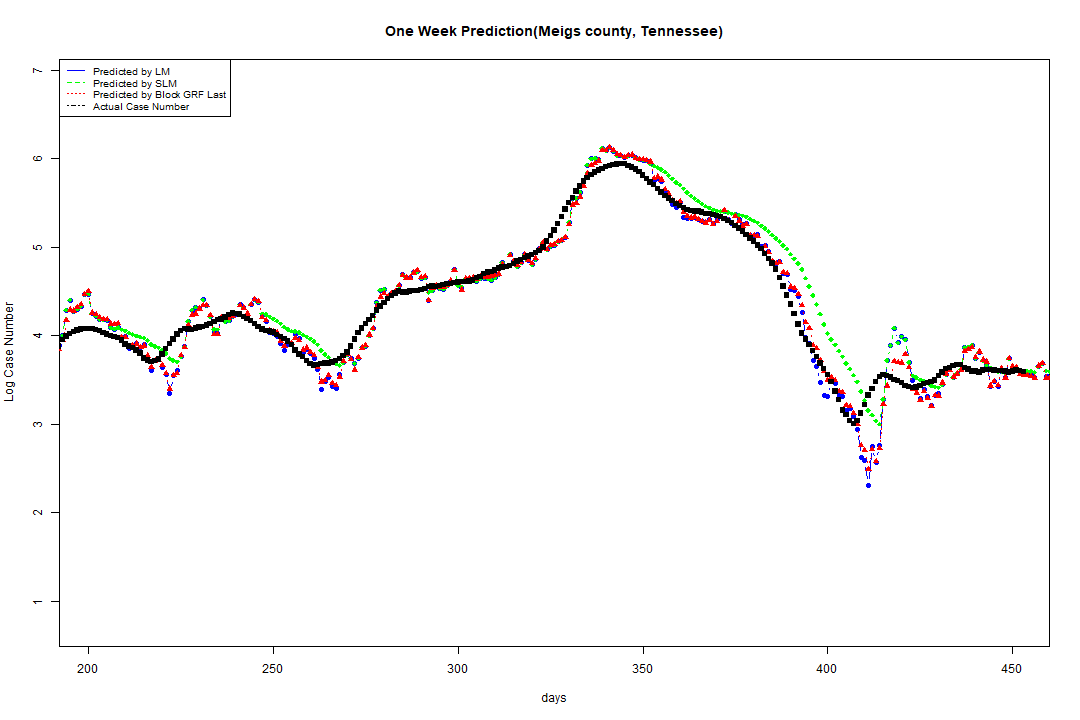 One Week Prediction(Meigs county, Tennessee)
Predicted by LM
Predicted by SLM
Predicted by Block GRF Last
Actual Case Number
Log Case Number
7
6
5
4
3
2
1
200 250 300 350 400 450
days